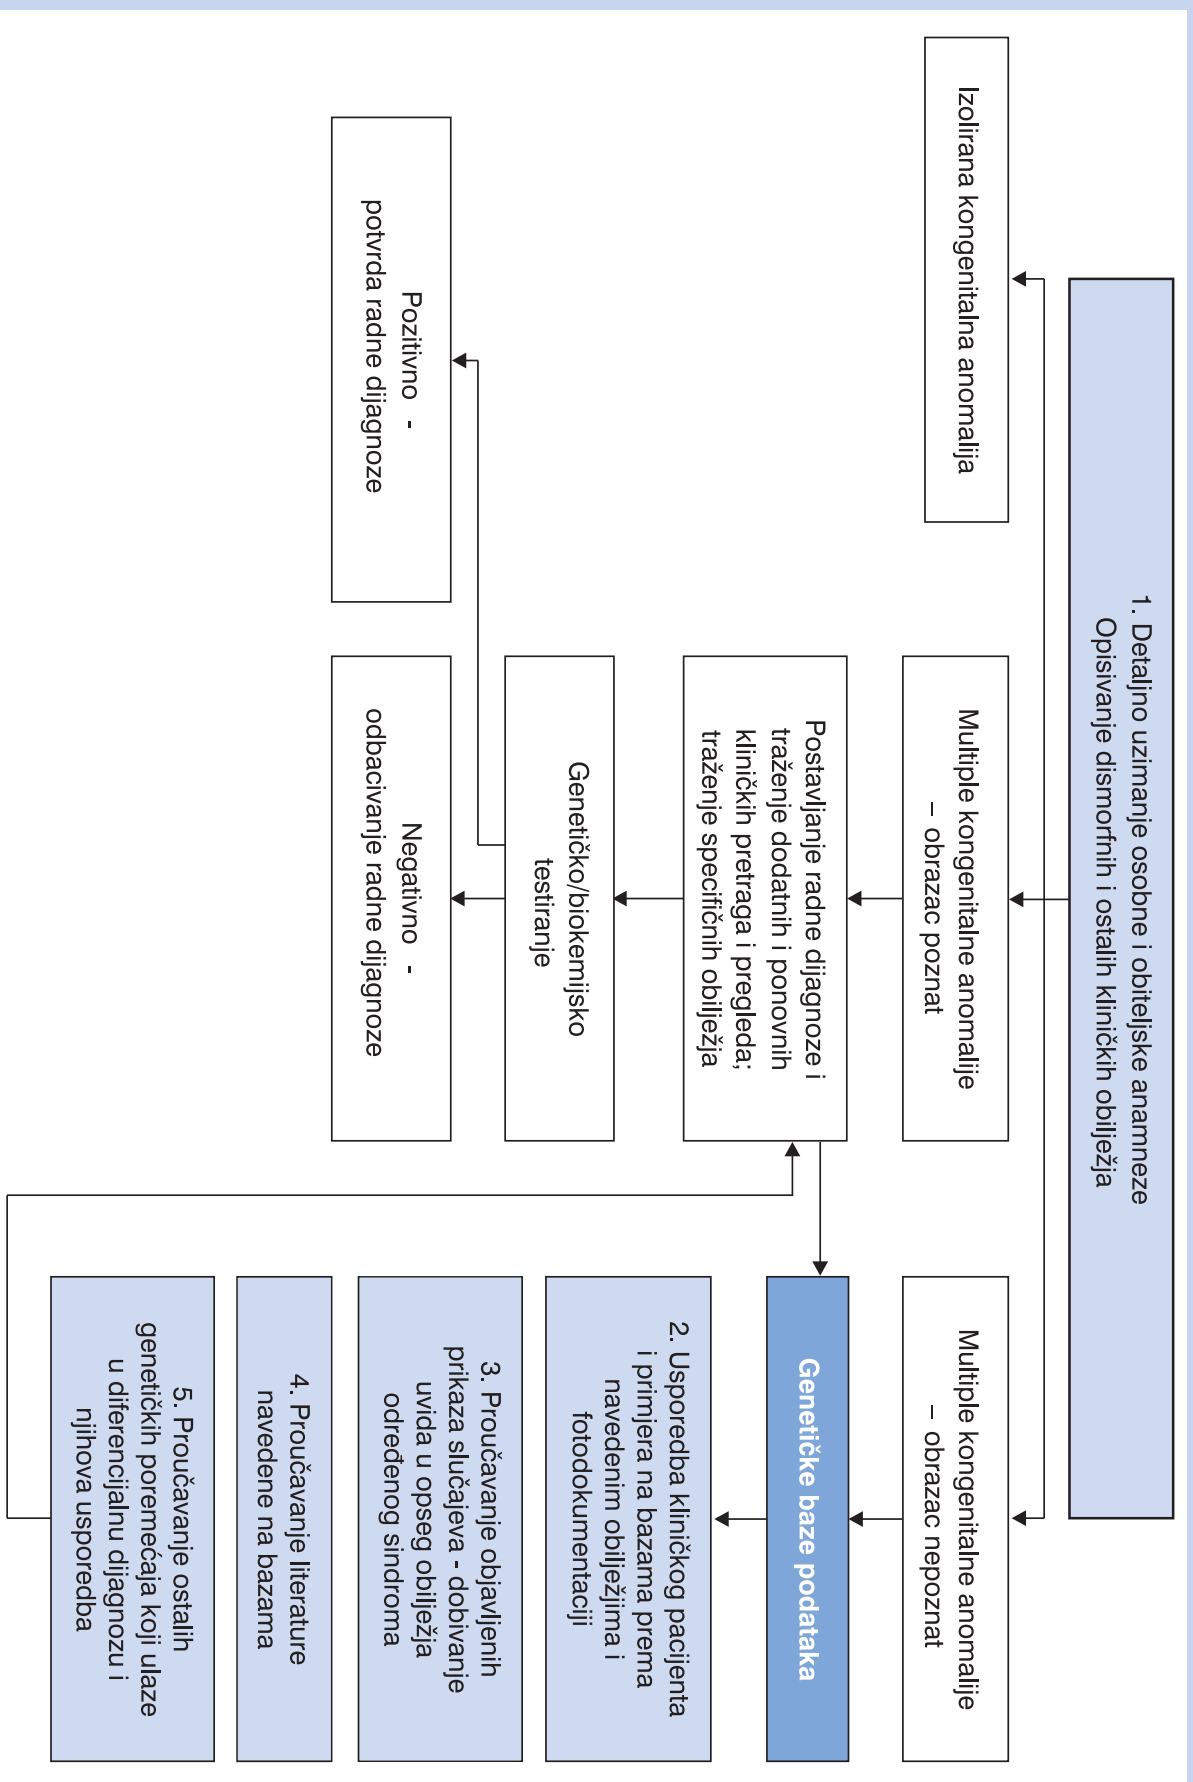 1. Detaljno uzimanje osobne i obiteljske anamneze
Opisivanje dismorfnih i ostalih kliničkih obilježja
Izolirana kongenitalna anomalija
Multiple kongenitalne anomalije
– obrazac poznat
Multiple kongenitalne anomalije
– obrazac nepoznat
Postavljanje radne dijagnoze i
traženje dodatnih i ponovnih
kliničkih pretraga i pregleda;
traženje specifičnih obilježja
Genetičke baze podataka
Genetičko/biokemijsko
testiranje
2. Usporedba kliničkog pacijenta
i primjera na bazama prema
navedenim obilježjima i
fotodokumentaciji
Pozitivno -
potvrda radne dijagnoze
Negativno -
odbacivanje radne dijagnoze
3. Proučavanje objavljenih
prikaza slučajeva - dobivanje
uvida u opseg obilježja
određenog sindroma
4. Proučavanje literature
navedene na bazama
5. Proučavanje ostalih
genetičkih poremećaja koji ulaze
u diferencijalnu dijagnozu i
njihova usporedba